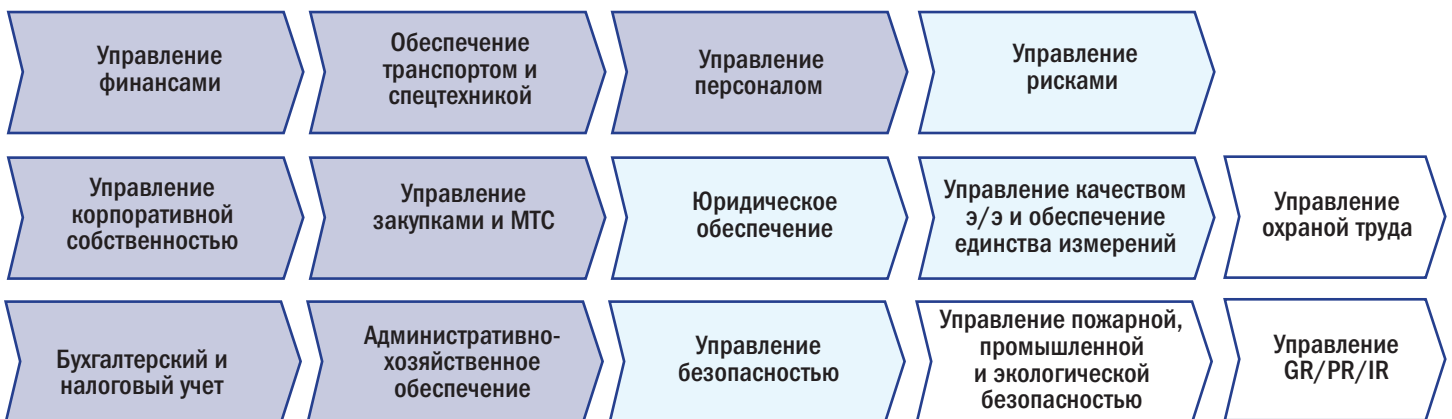 Управление
финансами
Обеспечение
транспортом и
спецтехникой
Управление
персоналом
Управление
рисками
Управление
корпоративной
собственностью
Управление
закупками и МТС
Юридическое
обеспечение
Управление качеством
э/э и обеспечение
единства измерений
Управление
охраной труда
Бухгалтерский и
налоговый учет
Административно-
хозяйственное
обеспечение
Управление
безопасностью
Управление пожарной,
промышленной
и экологической
безопасностью
Управление
GR/PR/IR